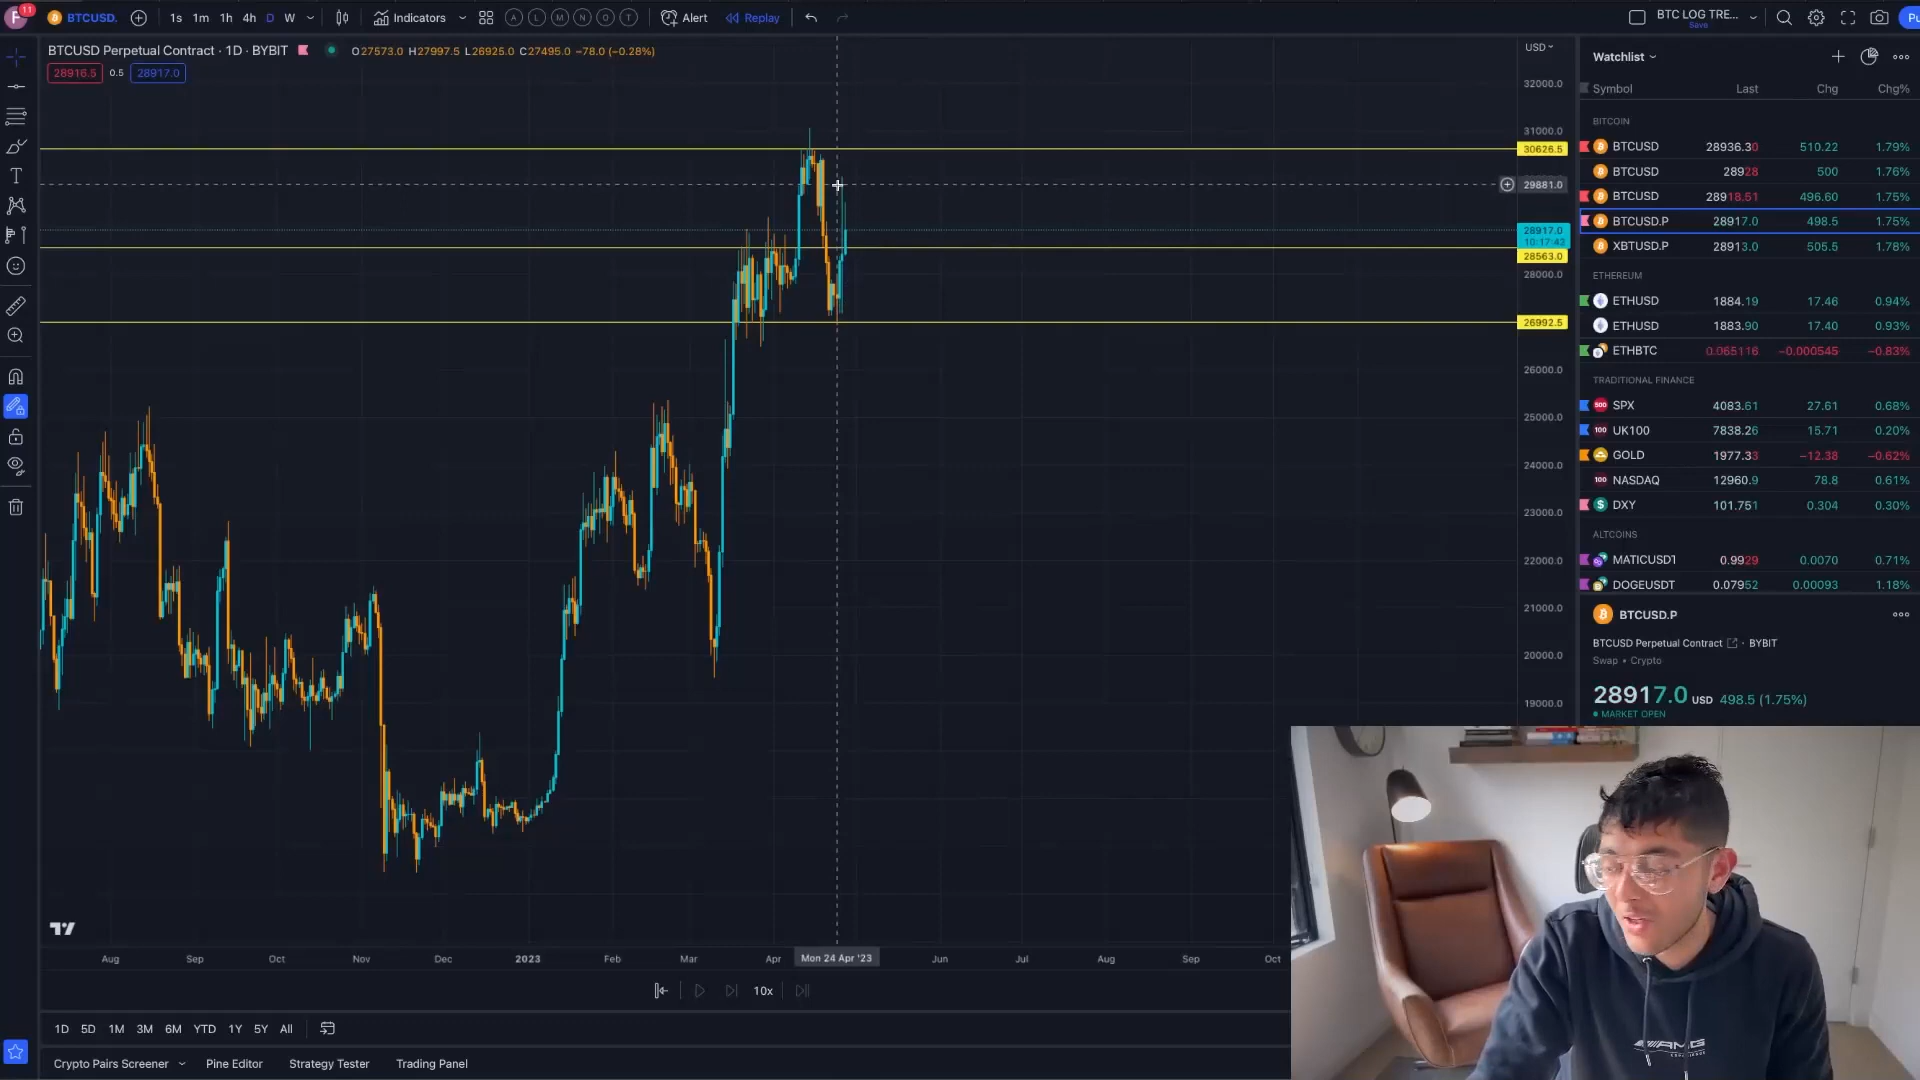 F
11
BTCUSD.
1s 1m 1h 4h D W
Indicators
A L M N O T
Alert
Replay
BTC LOG TRE...
Save
Pu
BTCUSD Perpetual Contract · 1D · BYBIT
O27573.0 H27997.5 L26925.0 C27495.0 −78.0 (−0.28%)
28916.5 0.5 28917.0
USD
32000.0
31000.0
30626.5
29881.0
28917.0
10:17:42
28563.0
28000.0
26992.5
26000.0
25000.0
24000.0
23000.0
22000.0
21000.0
20000.0
19000.0
Aug Sep Oct Nov Dec 2023 Feb Mar Apr Mon 24 Apr '23 Jun Jul Aug Sep Oct
10x
1D 5D 1M 3M 6M YTD 1Y 5Y All
Crypto Pairs Screener Pine Editor Strategy Tester Trading Panel
Watchlist
Symbol Last Chg Chg%
BITCOIN
BTCUSD 28936.30 510.22 1.79%
BTCUSD 28928 500 1.76%
BTCUSD 28918.51 496.60 1.75%
BTCUSD.P 28917.0 498.5 1.75%
XBTUSD.P 28913.0 505.5 1.78%
ETHEREUM
ETHUSD 1884.19 17.46 0.94%
ETHUSD 1883.90 17.40 0.93%
ETHBTC 0.065116 −0.000545 −0.83%
TRADITIONAL FINANCE
500 SPX 4083.61 27.61 0.68%
100 UK100 7838.26 15.71 0.20%
GOLD 1977.33 −12.38 −0.62%
100 NASDAQ 12960.9 78.8 0.61%
$ DXY 101.751 0.304 0.30%
ALTCOINS
MATICUSDT 0.9929 0.0070 0.71%
DOGEUSDT 0.07952 0.00093 1.18%
BTCUSD.P
BTCUSD Perpetual Contract · BYBIT
Swap • Crypto
28917.0 USD 498.5 (1.75%)
MARKET OPEN
AMG